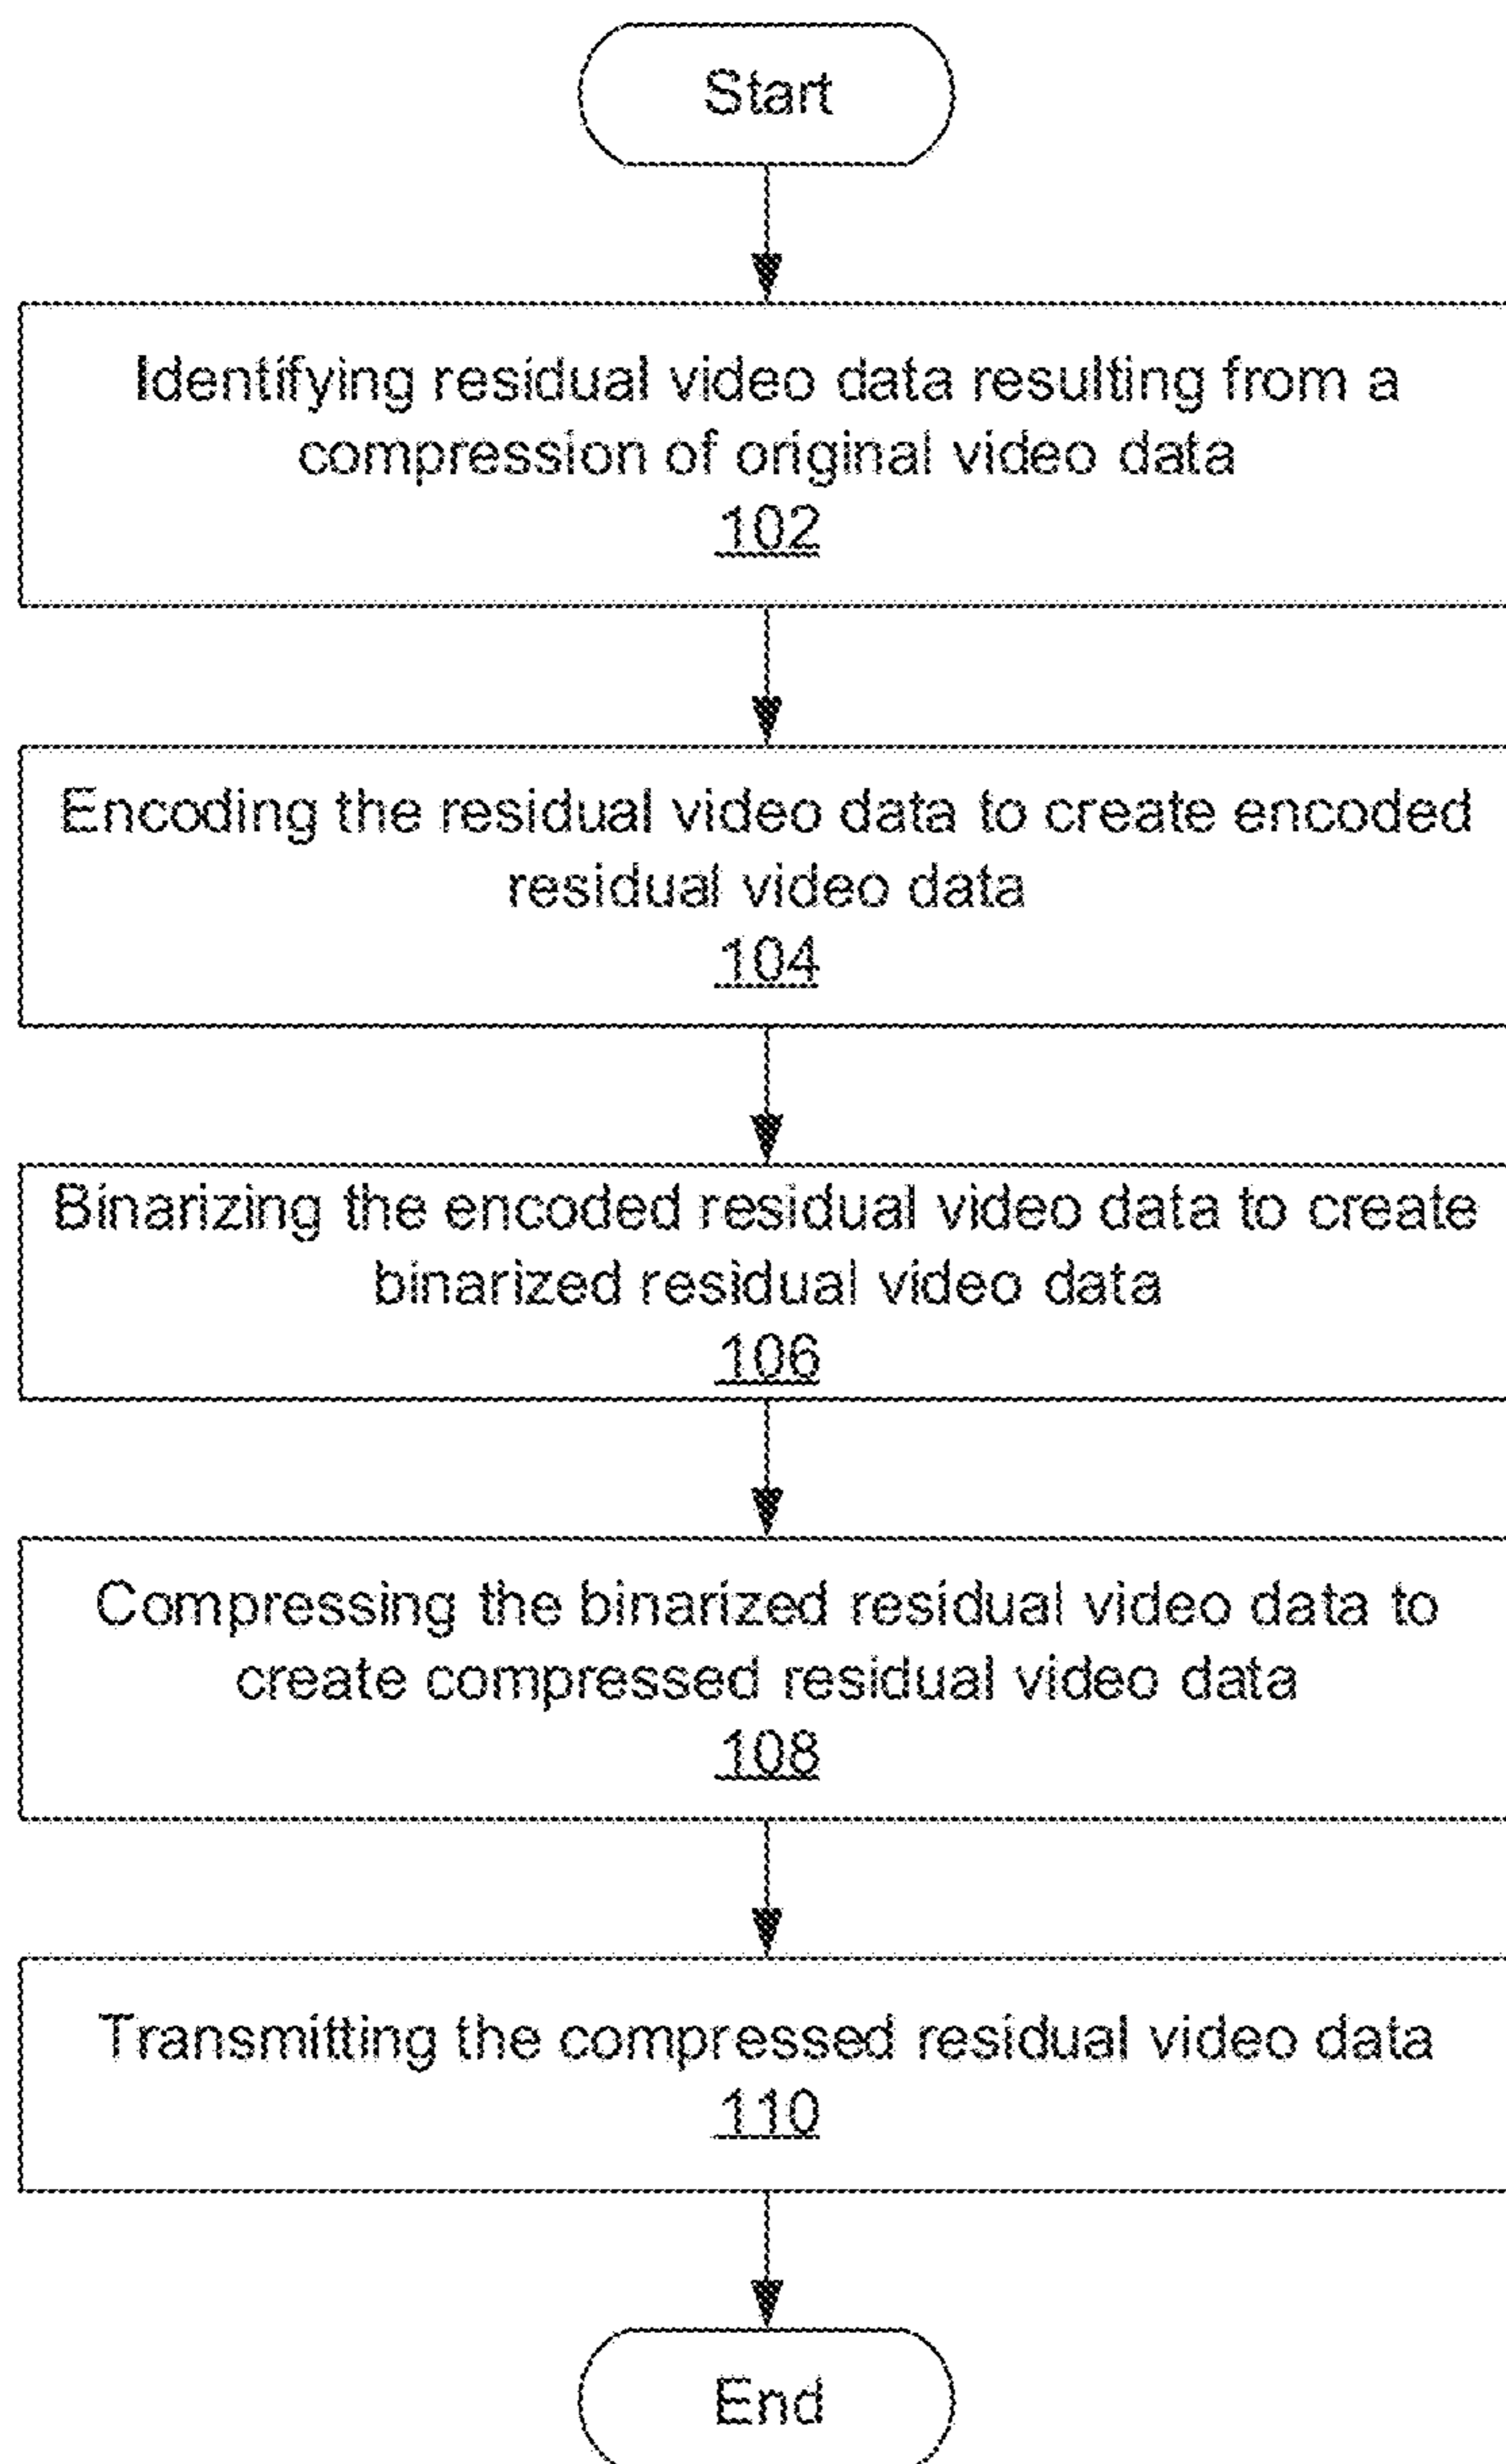 Start
Identifying residual video data resulting from a
compression of original video data
102
Encoding the residual video data to create encoded
residual video data
104
Binarizing the encoded residual video data to create
binarized residual video data
106
Compressing the binarized residual video data to
create compressed residual video data
108
Transmitting the compressed residual video data
110
End